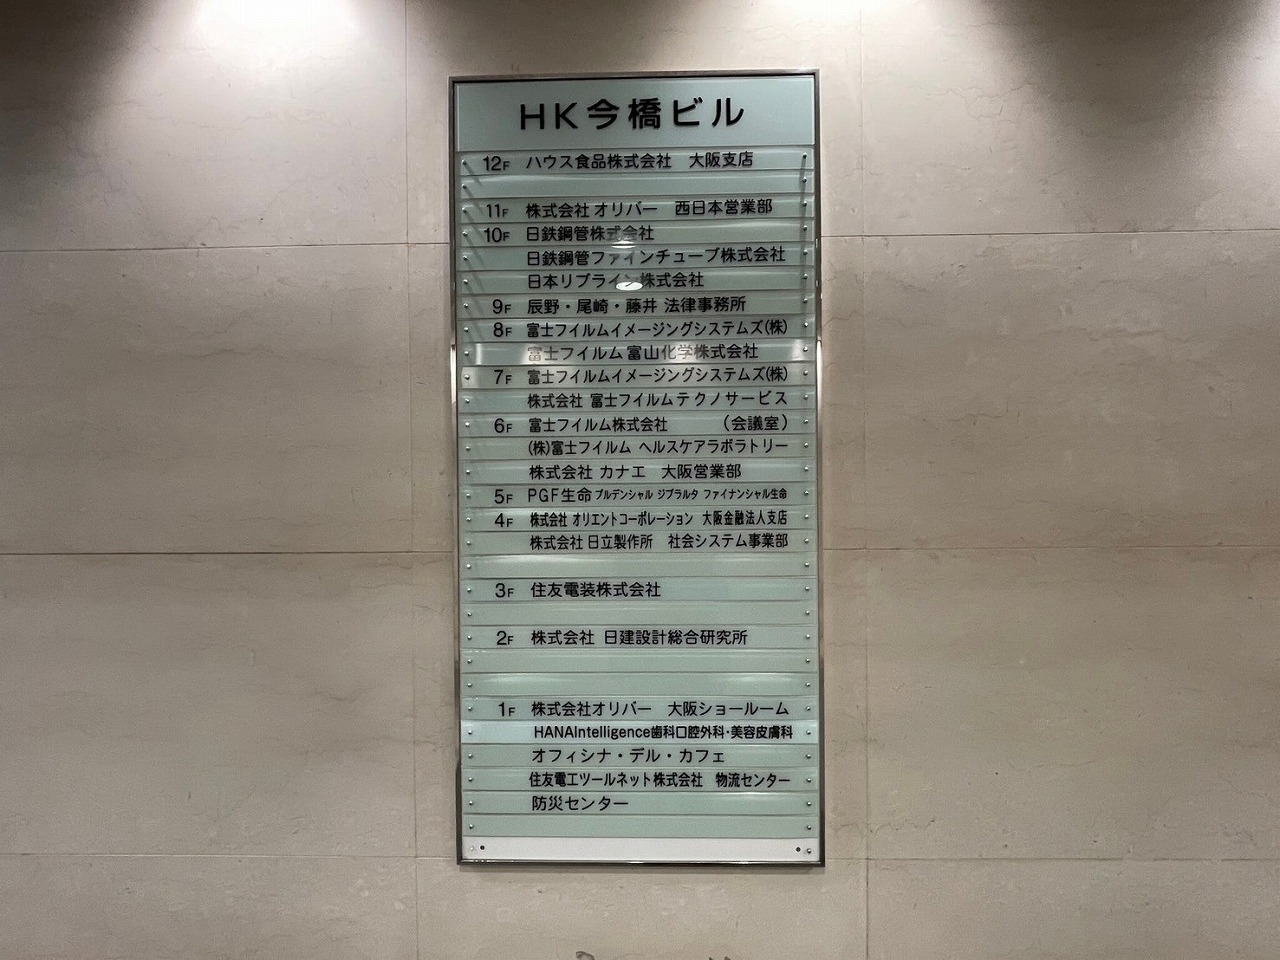 HK今橋ビル
12F ハウス食品株式会社 大阪支店
11F 株式会社 オリバー 西日本営業部
10F 日鉄鋼管株式会社
日鉄鋼管ファインチューブ株式会社
日本リプライン株式会社
9F 辰野・尾崎・藤井 法律事務所
8F 富士フイルムイメージングシステムズ(株)
富士フイルム 富山化学株式会社
7F 富士フイルムイメージングシステムズ(株)
株式会社 富士フイルムテクノサービス
6F 富士フイルム株式会社 (会議室)
(株)富士フイルム ヘルスケアラボラトリー
株式会社 カナエ 大阪営業部
5F PGF生命 プルデンシャル ジブラルタ ファイナンシャル生命
4F 株式会社 オリエントコーポレーション 大阪金融法人支店
株式会社 日立製作所 社会システム事業部
3F 住友電装株式会社
2F 株式会社 日建設計総合研究所
1F 株式会社オリバー 大阪ショールーム
HANAIntelligence歯科口腔外科・美容皮膚科
オフィシナ・デル・カフェ
住友電工ツールネット株式会社 物流センター
防災センター